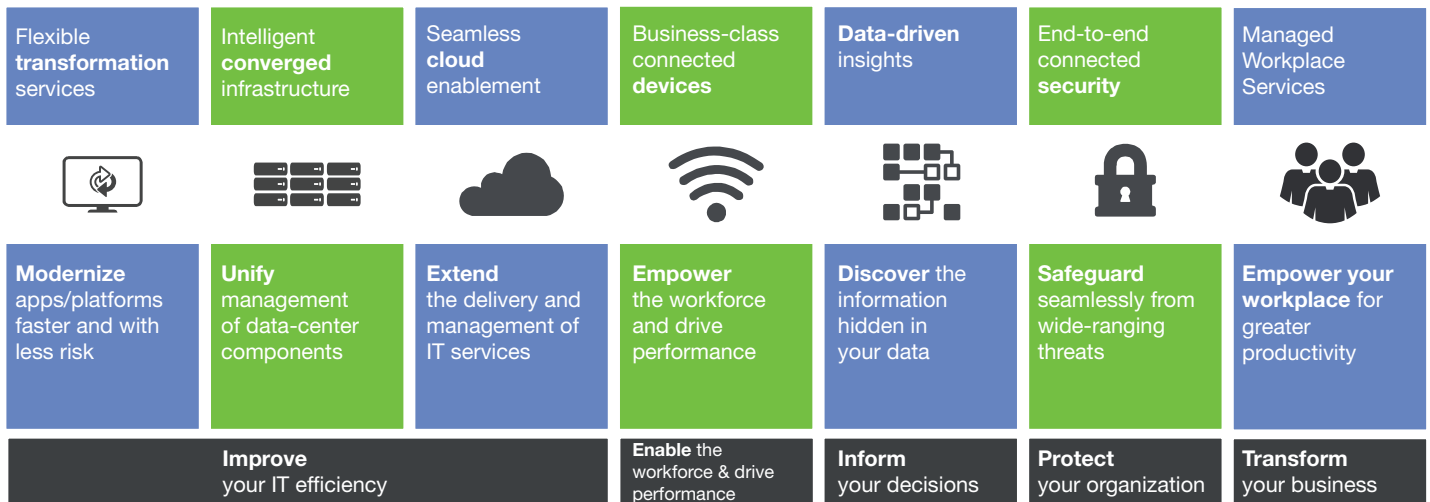 Flexible
transformation
services
Intelligent
converged
infrastructure
Seamless
cloud
enablement
Business-class
connected
devices
Data-driven
insights
End-to-end
connected
security
Managed
Workplace
Services
Modernize
apps/platforms
faster and with
less risk
Unify
management
of data-center
components
Extend
the delivery and
management of
IT services
Empower
the workforce
and drive
performance
Discover the
information
hidden in
your data
Safeguard
seamlessly from
wide-ranging
threats
Empower your
workplace for
greater
productivity
Improve
your IT efficiency
Enable the
workforce & drive
performance
Inform
your decisions
Protect
your organization
Transform
your business